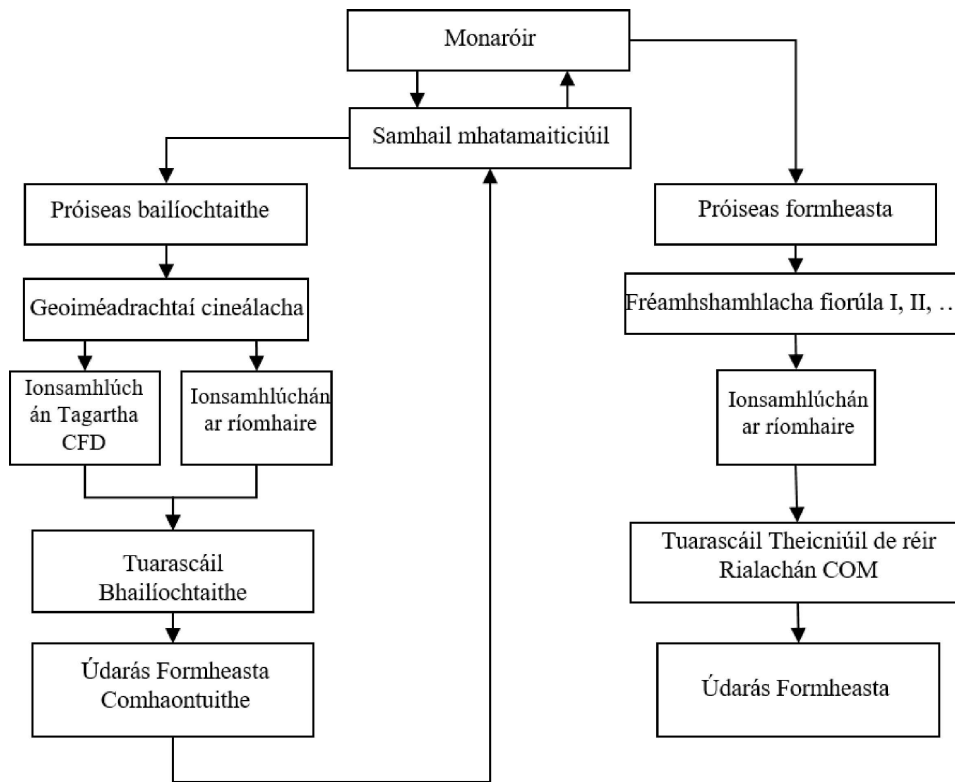 Monaróir
Samhail mhatamaiticiúil
Próiseas bailíochtaithe
Próiseas formheasta
Geoiméadrachtaí cineálacha
Fréamhshamhlacha fíorúla I, II, …
Ionsamhlúch
án Tagartha
CFD
Ionsamhlúchán
ar ríomhaire
Ionsamhlúchán
ar ríomhaire
Tuarascáil
Bhailíochtaithe
Tuarascáil Theicniúil de réir
Rialachán COM
Údarás Formheasta
Comhaontuithe
Údarás Formheasta